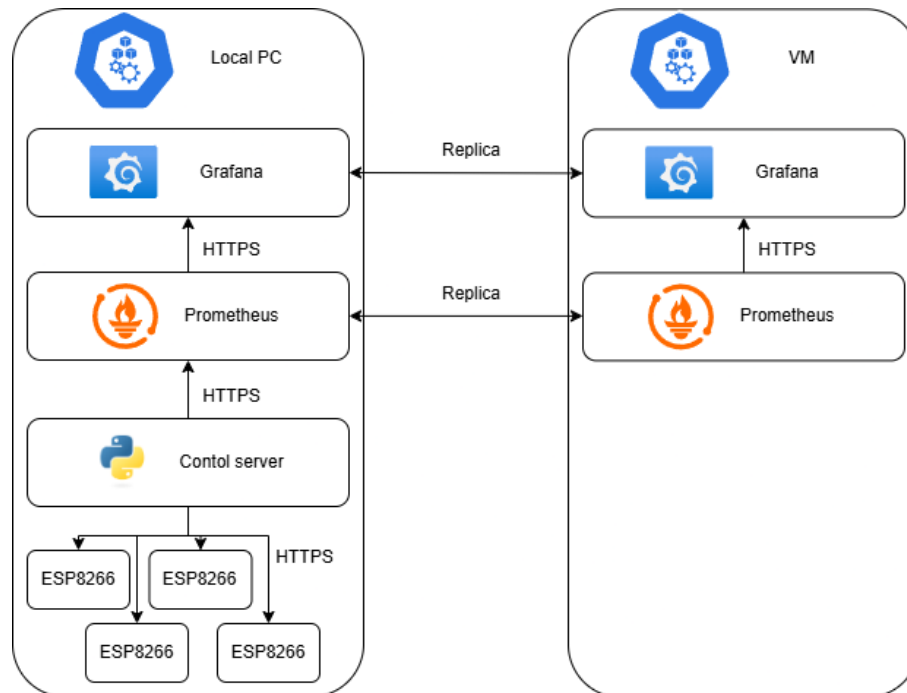 Local PC
VM
Grafana
Replica
Grafana
HTTPS
HTTPS
Prometheus
Replica
Prometheus
HTTPS
Contol server
HTTPS
ESP8266
ESP8266
ESP8266
ESP8266